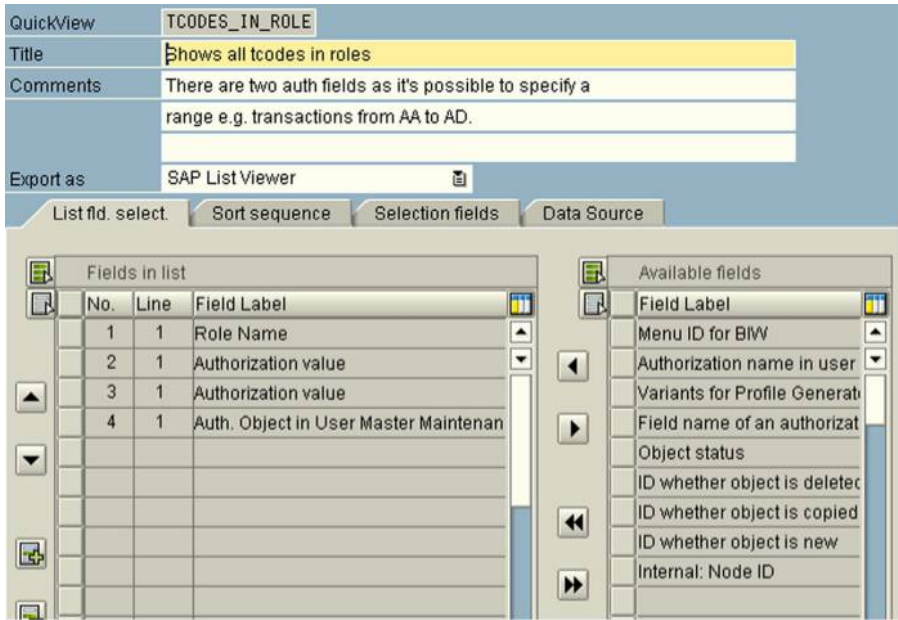 QuickView TCODES_IN_ROLE
Title Shows all tcodes in roles
Comments There are two auth fields as it's possible to specify a
range e.g. transactions from AA to AD.
Export as SAP List Viewer
List fld. select. Sort sequence Selection fields Data Source
Fields in list Available fields
No. Line Field Label Field Label
1 1 Role Name Menu ID for BIW
2 1 Authorization value Authorization name in user
3 1 Authorization value Variants for Profile Generat
4 1 Auth. Object in User Master Maintenan Field name of an authorizat
Object status
ID whether object is deleted
ID whether object is copied
ID whether object is new
Internal: Node ID